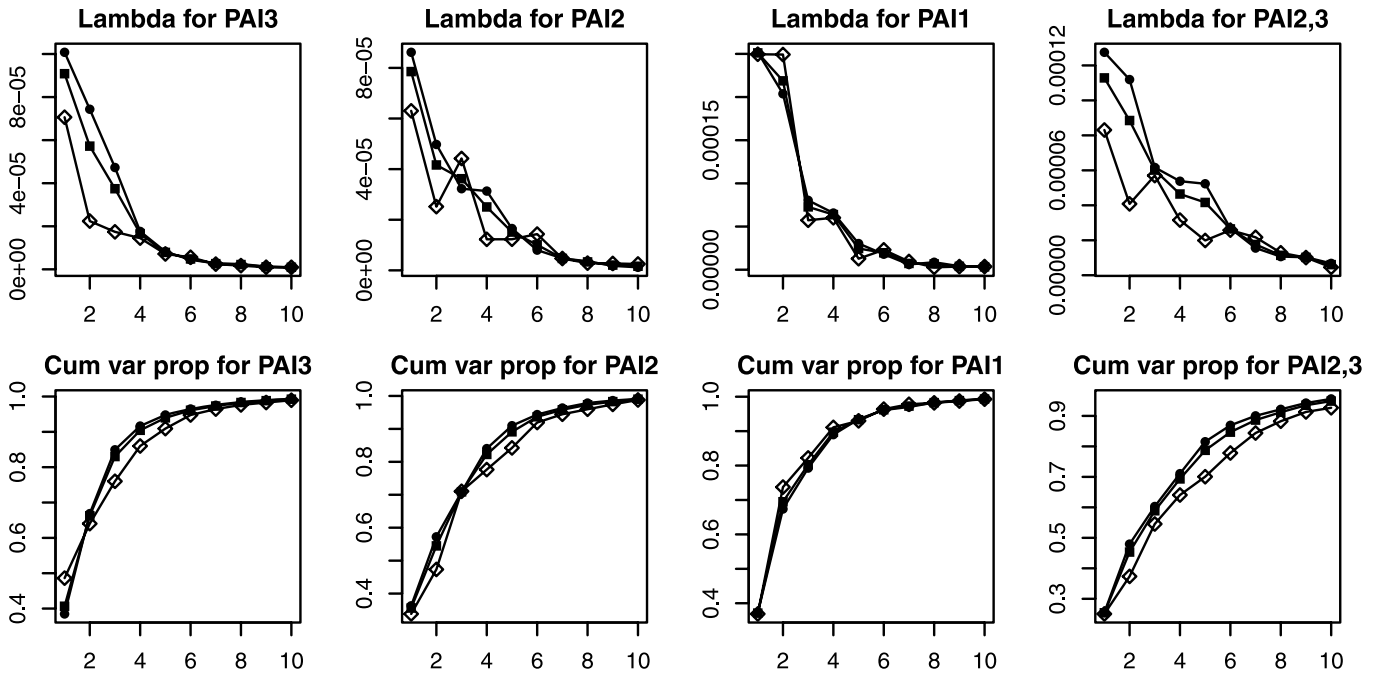 Lambda for PAI3 Lambda for PAI2 Lambda for PAI1 Lambda for PAI2,3
0e+00 4e−05 8e−05
2 4 6 8 10
0e+00 4e−05 8e−05
2 4 6 8 10
0.00000 0.00015
2 4 6 8 10
0.00000 0.00006 0.00012
2 4 6 8 10
Cum var prop for PAI3 Cum var prop for PAI2 Cum var prop for PAI1 Cum var prop for PAI2,3
0.4 0.6 0.8 1.0
2 4 6 8 10
0.4 0.6 0.8 1.0
2 4 6 8 10
0.4 0.6 0.8 1.0
2 4 6 8 10
0.3 0.5 0.7 0.9
2 4 6 8 10